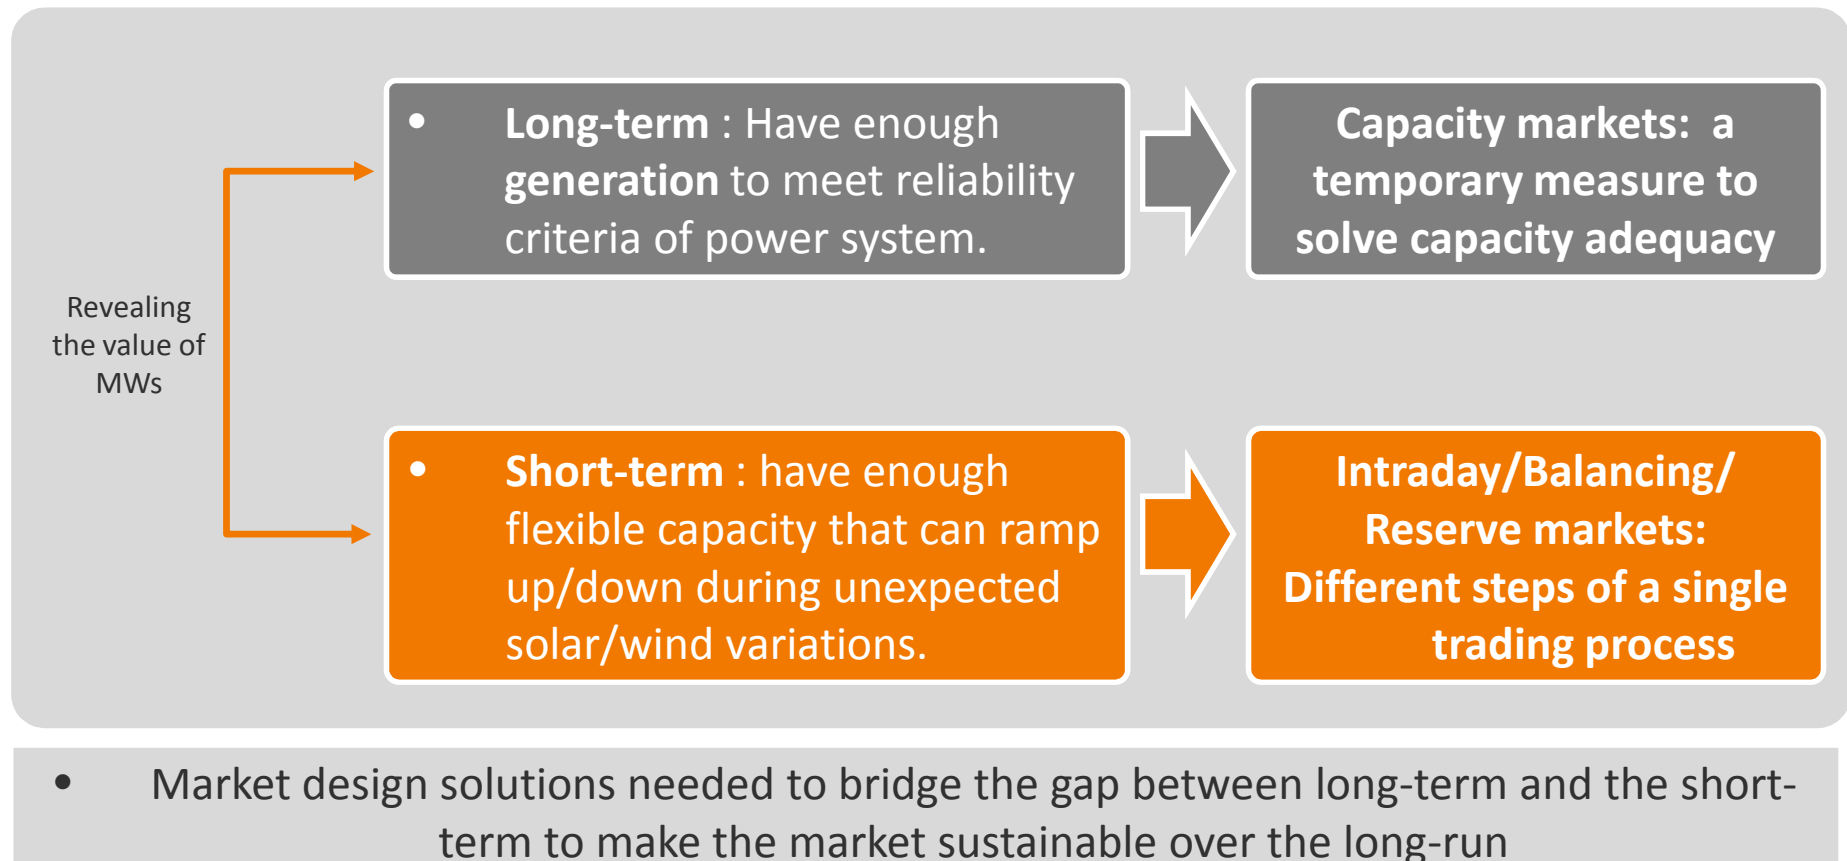 Revealing
the value of
MWs
• Long-term : Have enough
generation to meet reliability
criteria of power system.
Capacity markets: a
temporary measure to
solve capacity adequacy
• Short-term : have enough
flexible capacity that can ramp
up/down during unexpected
solar/wind variations.
Intraday/Balancing/
Reserve markets:
Different steps of a single
trading process
• Market design solutions needed to bridge the gap between long-term and the short-
term to make the market sustainable over the long-run